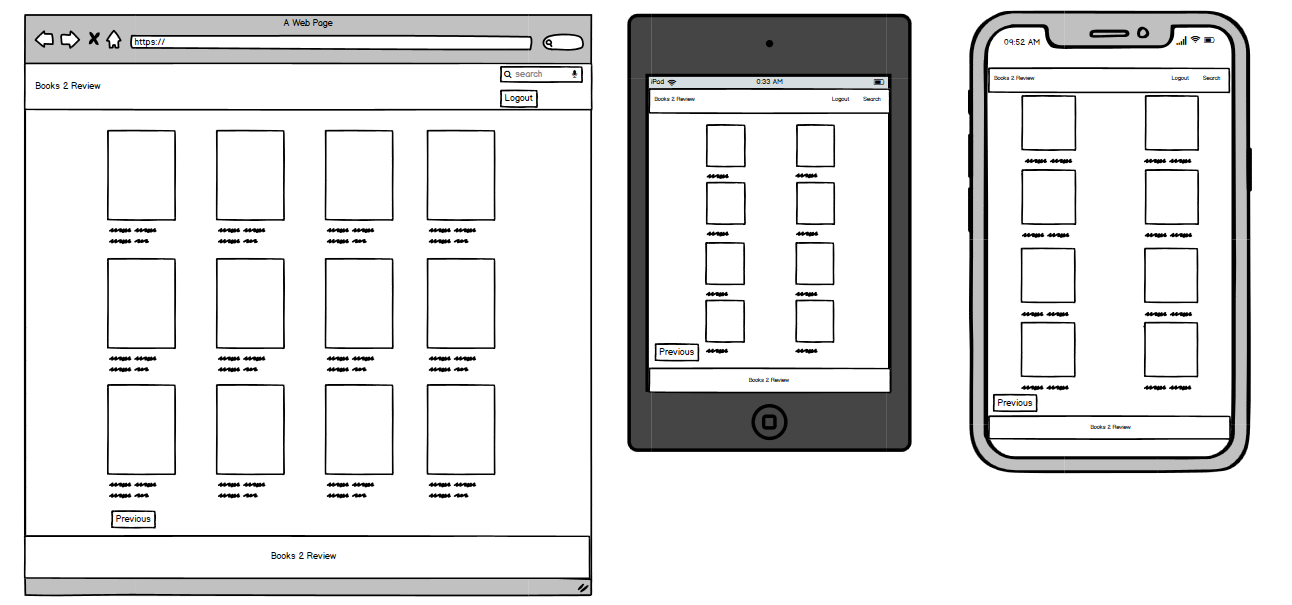 A Web Page
https://
search
Books 2 Review
Logout
Previous
Books 2 Review
iPad 0:33 AM
Books 2 Review Logout Search
Previous
Books 2 Review
09:52 AM
Books 2 Review Logout Search
Previous
Books 2 Review